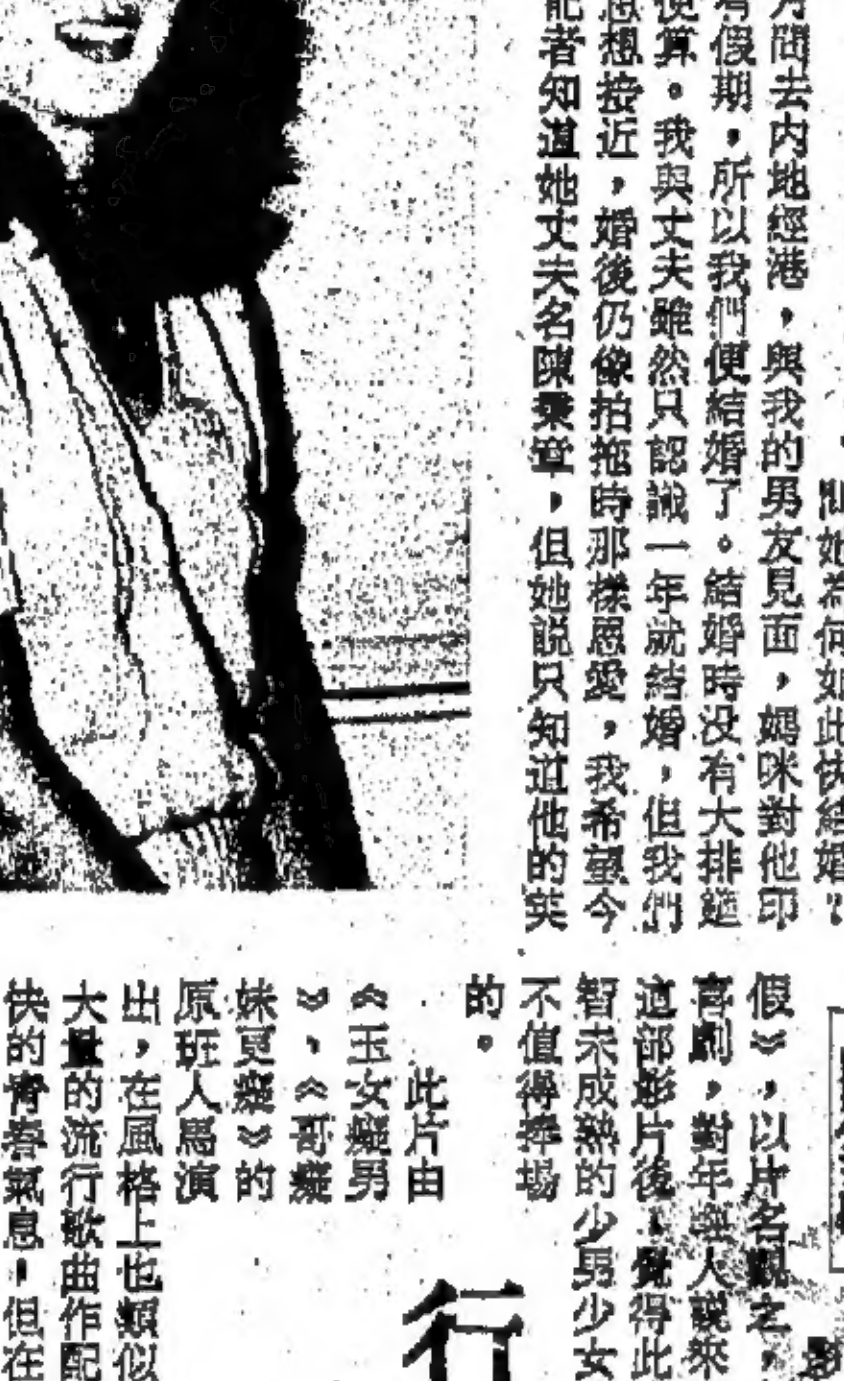 她為何如此快結婚?
月間去内地經港,與我的男友見面,媽咪對他印
有假期,所以我們便結婚了。結婚時没有大排筵
便算。我與丈夫雖然只認識一年就結婚,但我們
思想接近,婚後仍像拍拖時那樣恩愛,我希望今
記者知道她丈夫名陳秉章,但她説只知道他的英
假》,以片名觀之,
喜劇,對年輕人説來
這部影片後,覺得此
智未成熟的少男少女
不值得捧場
的。
此片由
《玉女癡男
》、《哥癡
妹更癡》的
原班人馬演
出,在風格上也類似
大量的流行歌曲作配
快的青春氣息,但在
行